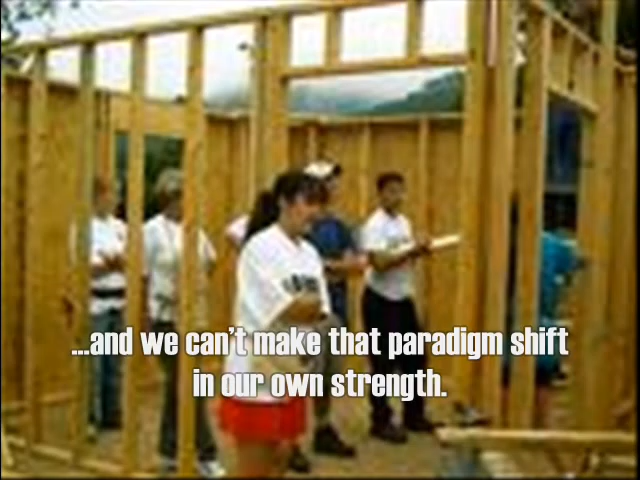 ...and we can't make that paradigm shift
in our own strength.